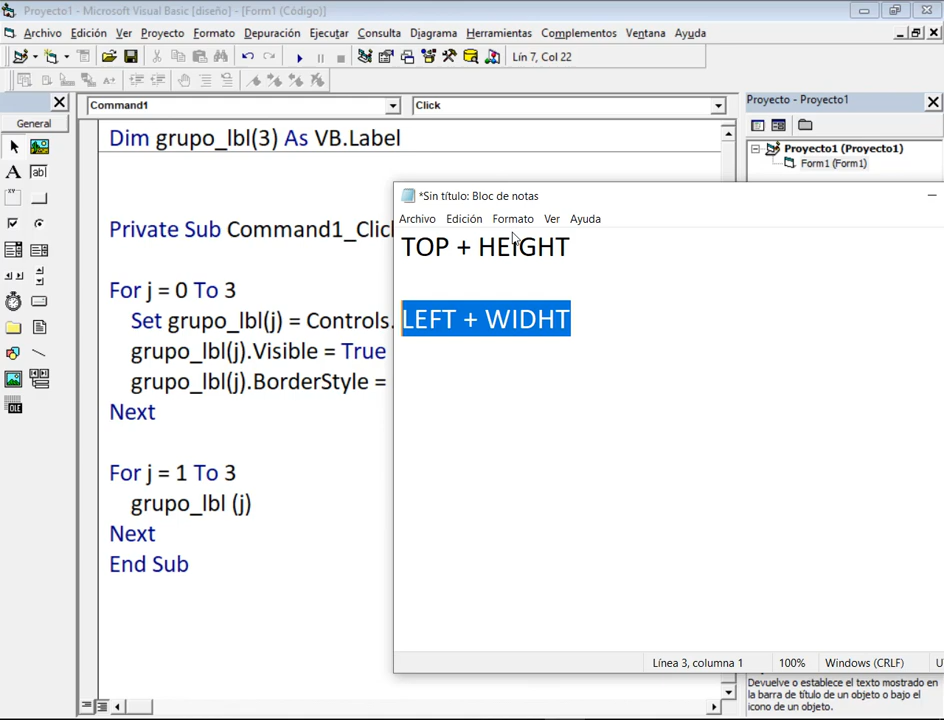 Proyecto1 - Microsoft Visual Basic [diseño] - [Form1 (Código)]
Archivo Edición Ver Proyecto Formato Depuración Ejecutar Consulta Diagrama Herramientas Complementos Ventana Ayuda
Lín 7, Col 22
General
Command1
Click
Dim grupo_lbl(3) As VB.Label
Private Sub Command1_Clic
For j = 0 To 3
Set grupo_lbl(j) = Controls.
grupo_lbl(j).Visible = True
grupo_lbl(j).BorderStyle =
Next
For j = 1 To 3
grupo_lbl (j)
Next
End Sub
Proyecto - Proyecto1
Proyecto1 (Proyecto1)
Form1 (Form1)
*Sin título: Bloc de notas
Archivo Edición Formato Ver Ayuda
TOP + HEIGHT
LEFT + WIDHT
Línea 3, columna 1
100%
Windows (CRLF)
U
Devuelve o establece el texto mostrado en
la barra de título de un objeto o bajo el
icono de un objeto.